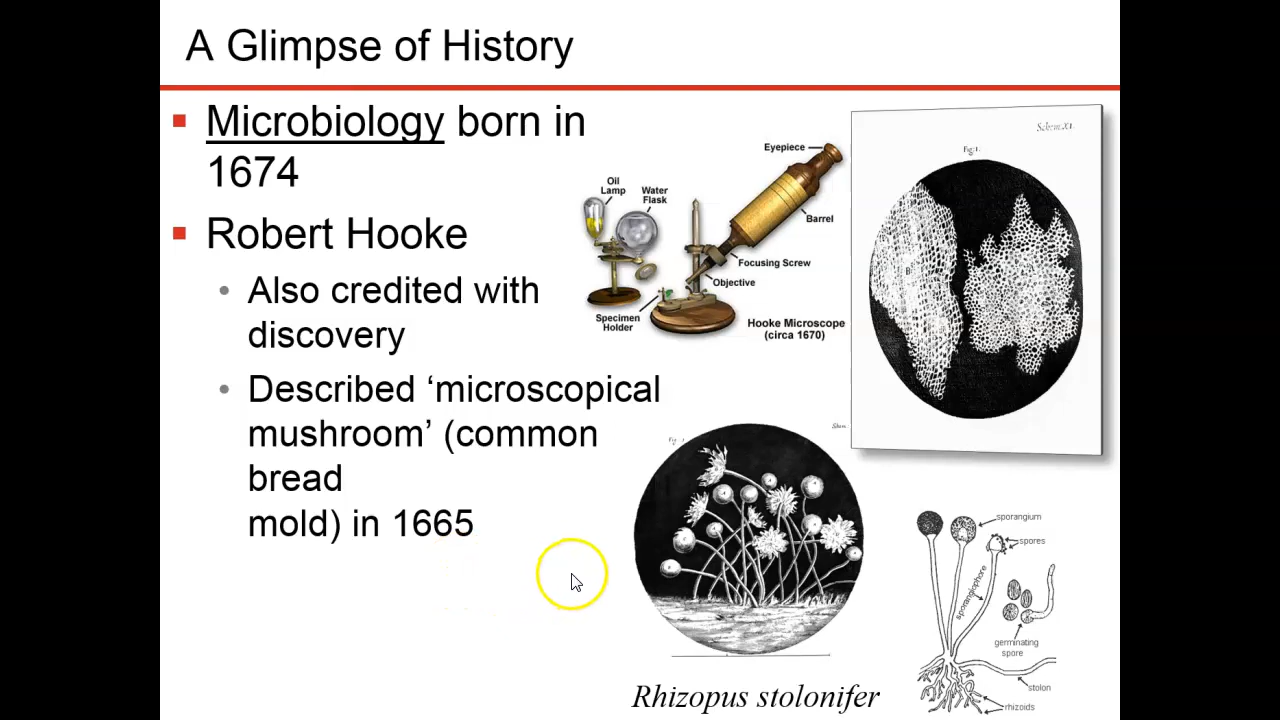 A Glimpse of History
Microbiology born in
1674
Robert Hooke
Also credited with
discovery
Described ‘microscopical
mushroom’ (common
bread
mold) in 1665
Eyepiece
Oil
Lamp
Water
Flask
Barrel
Focusing Screw
Objective
Specimen
Holder
Hooke Microscope
(circa 1670)
Schem XI.
Fig: 1.
B
Fig.
sporangium
spores
sporangiophore
germinating
spore
stolon
rhizoids
Rhizopus stolonifer